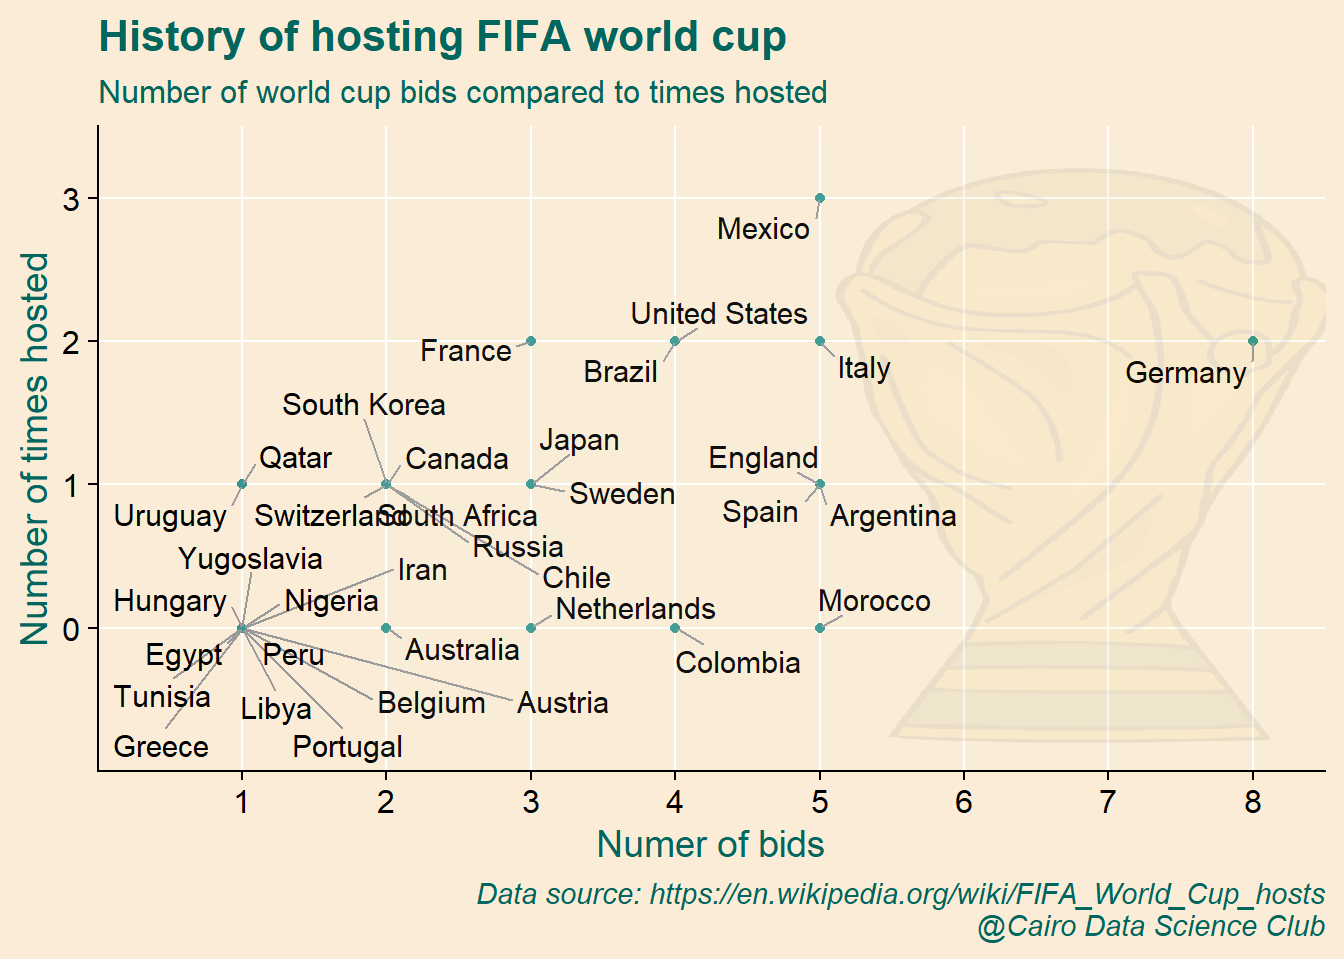 History of hosting FIFA world cup
Number of world cup bids compared to times hosted
Number of times hosted
3
2
1
0
Mexico
United States
France
Brazil
Italy
Germany
South Korea
Japan
Qatar
Canada
England
Sweden
Uruguay
Switzerland
South Africa
Spain
Argentina
Russia
Yugoslavia
Iran
Chile
Hungary
Nigeria
Netherlands
Morocco
Egypt
Peru
Australia
Colombia
Tunisia
Libya
Belgium
Austria
Greece
Portugal
1 2 3 4 5 6 7 8
Numer of bids
Data source: https://en.wikipedia.org/wiki/FIFA_World_Cup_hosts
@Cairo Data Science Club